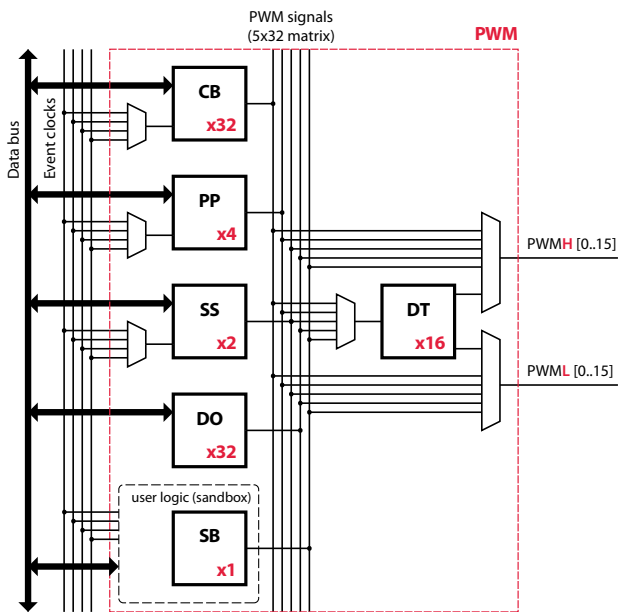 PWM signals
(5x32 matrix)
PWM
Data bus
Event clocks
CB
x32
PP
x4
PWMH [0..15]
SS
x2
DT
x16
PWML [0..15]
DO
x32
user logic (sandbox)
SB
x1